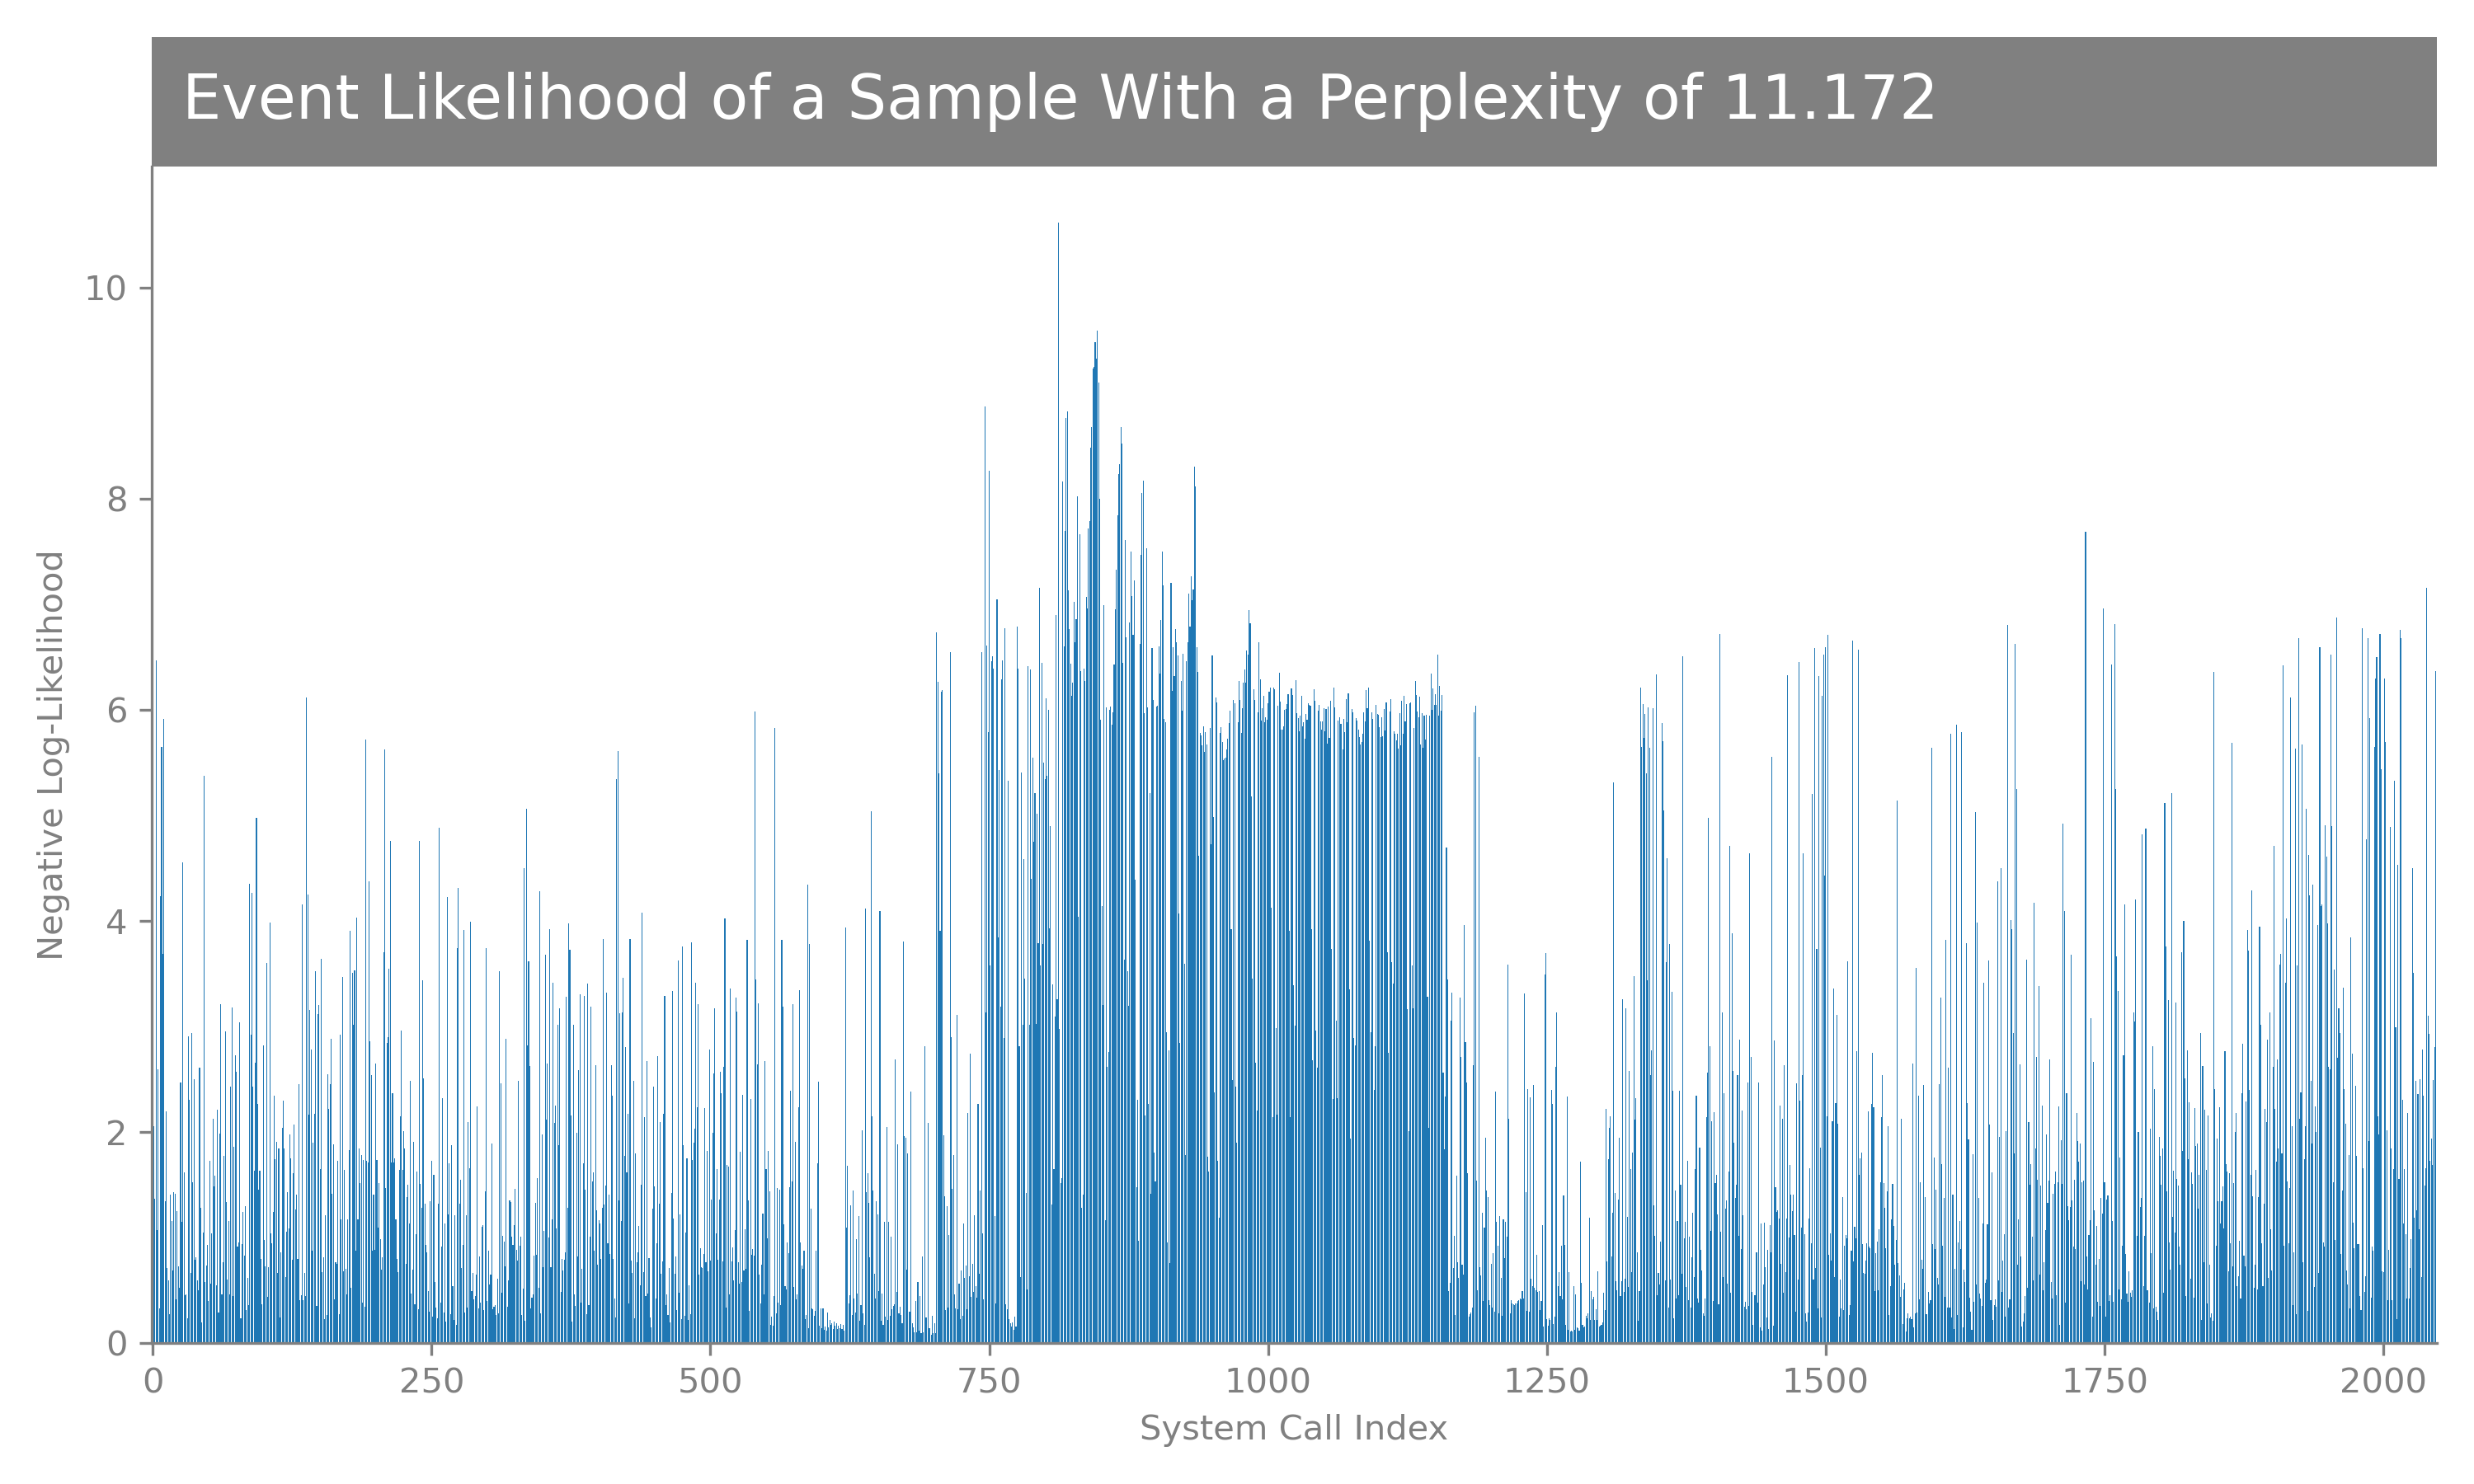 Event Likelihood of a Sample With a Perplexity of 11.172
10
8
6
4
2
0
Negative Log-Likelihood
0 250 500 750 1000 1250 1500 1750 2000
System Call Index